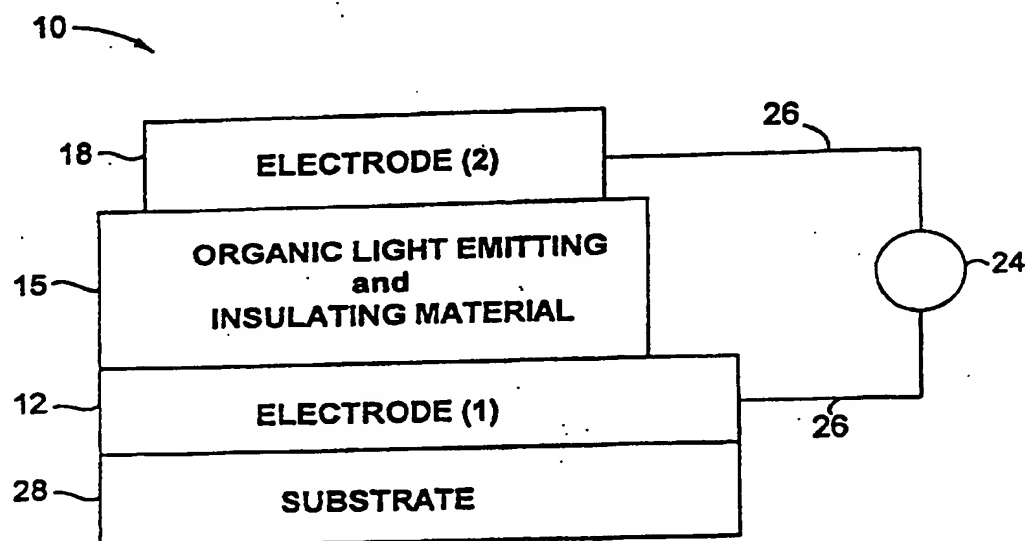 10
18
ELECTRODE (2)
26
ORGANIC LIGHT EMITTING
and
INSULATING MATERIAL
15
24
12
ELECTRODE (1)
26
28
SUBSTRATE